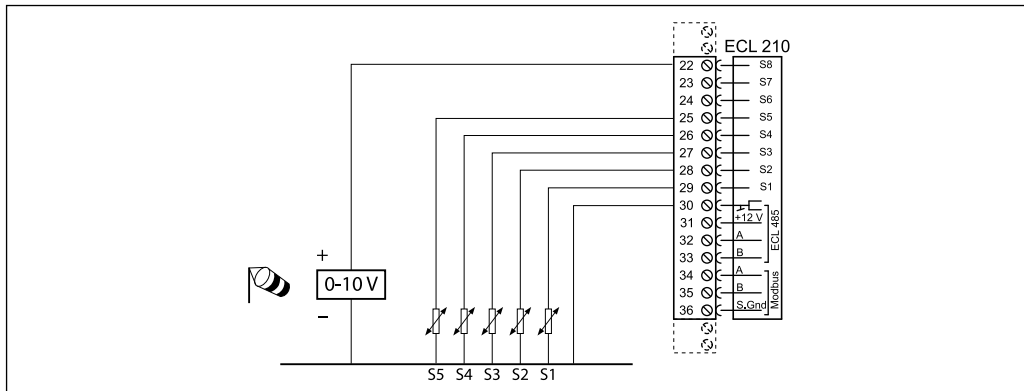 ECL 210
22 S8
23 S7
24 S6
25 S5
26 S4
27 S3
28 S2
29 S1
30
31 +12 V
32 A
33 B
ECL 485
34 A
35 B
36 S.Gnd
Modbus
+
0-10 V
–
S5 S4 S3 S2 S1